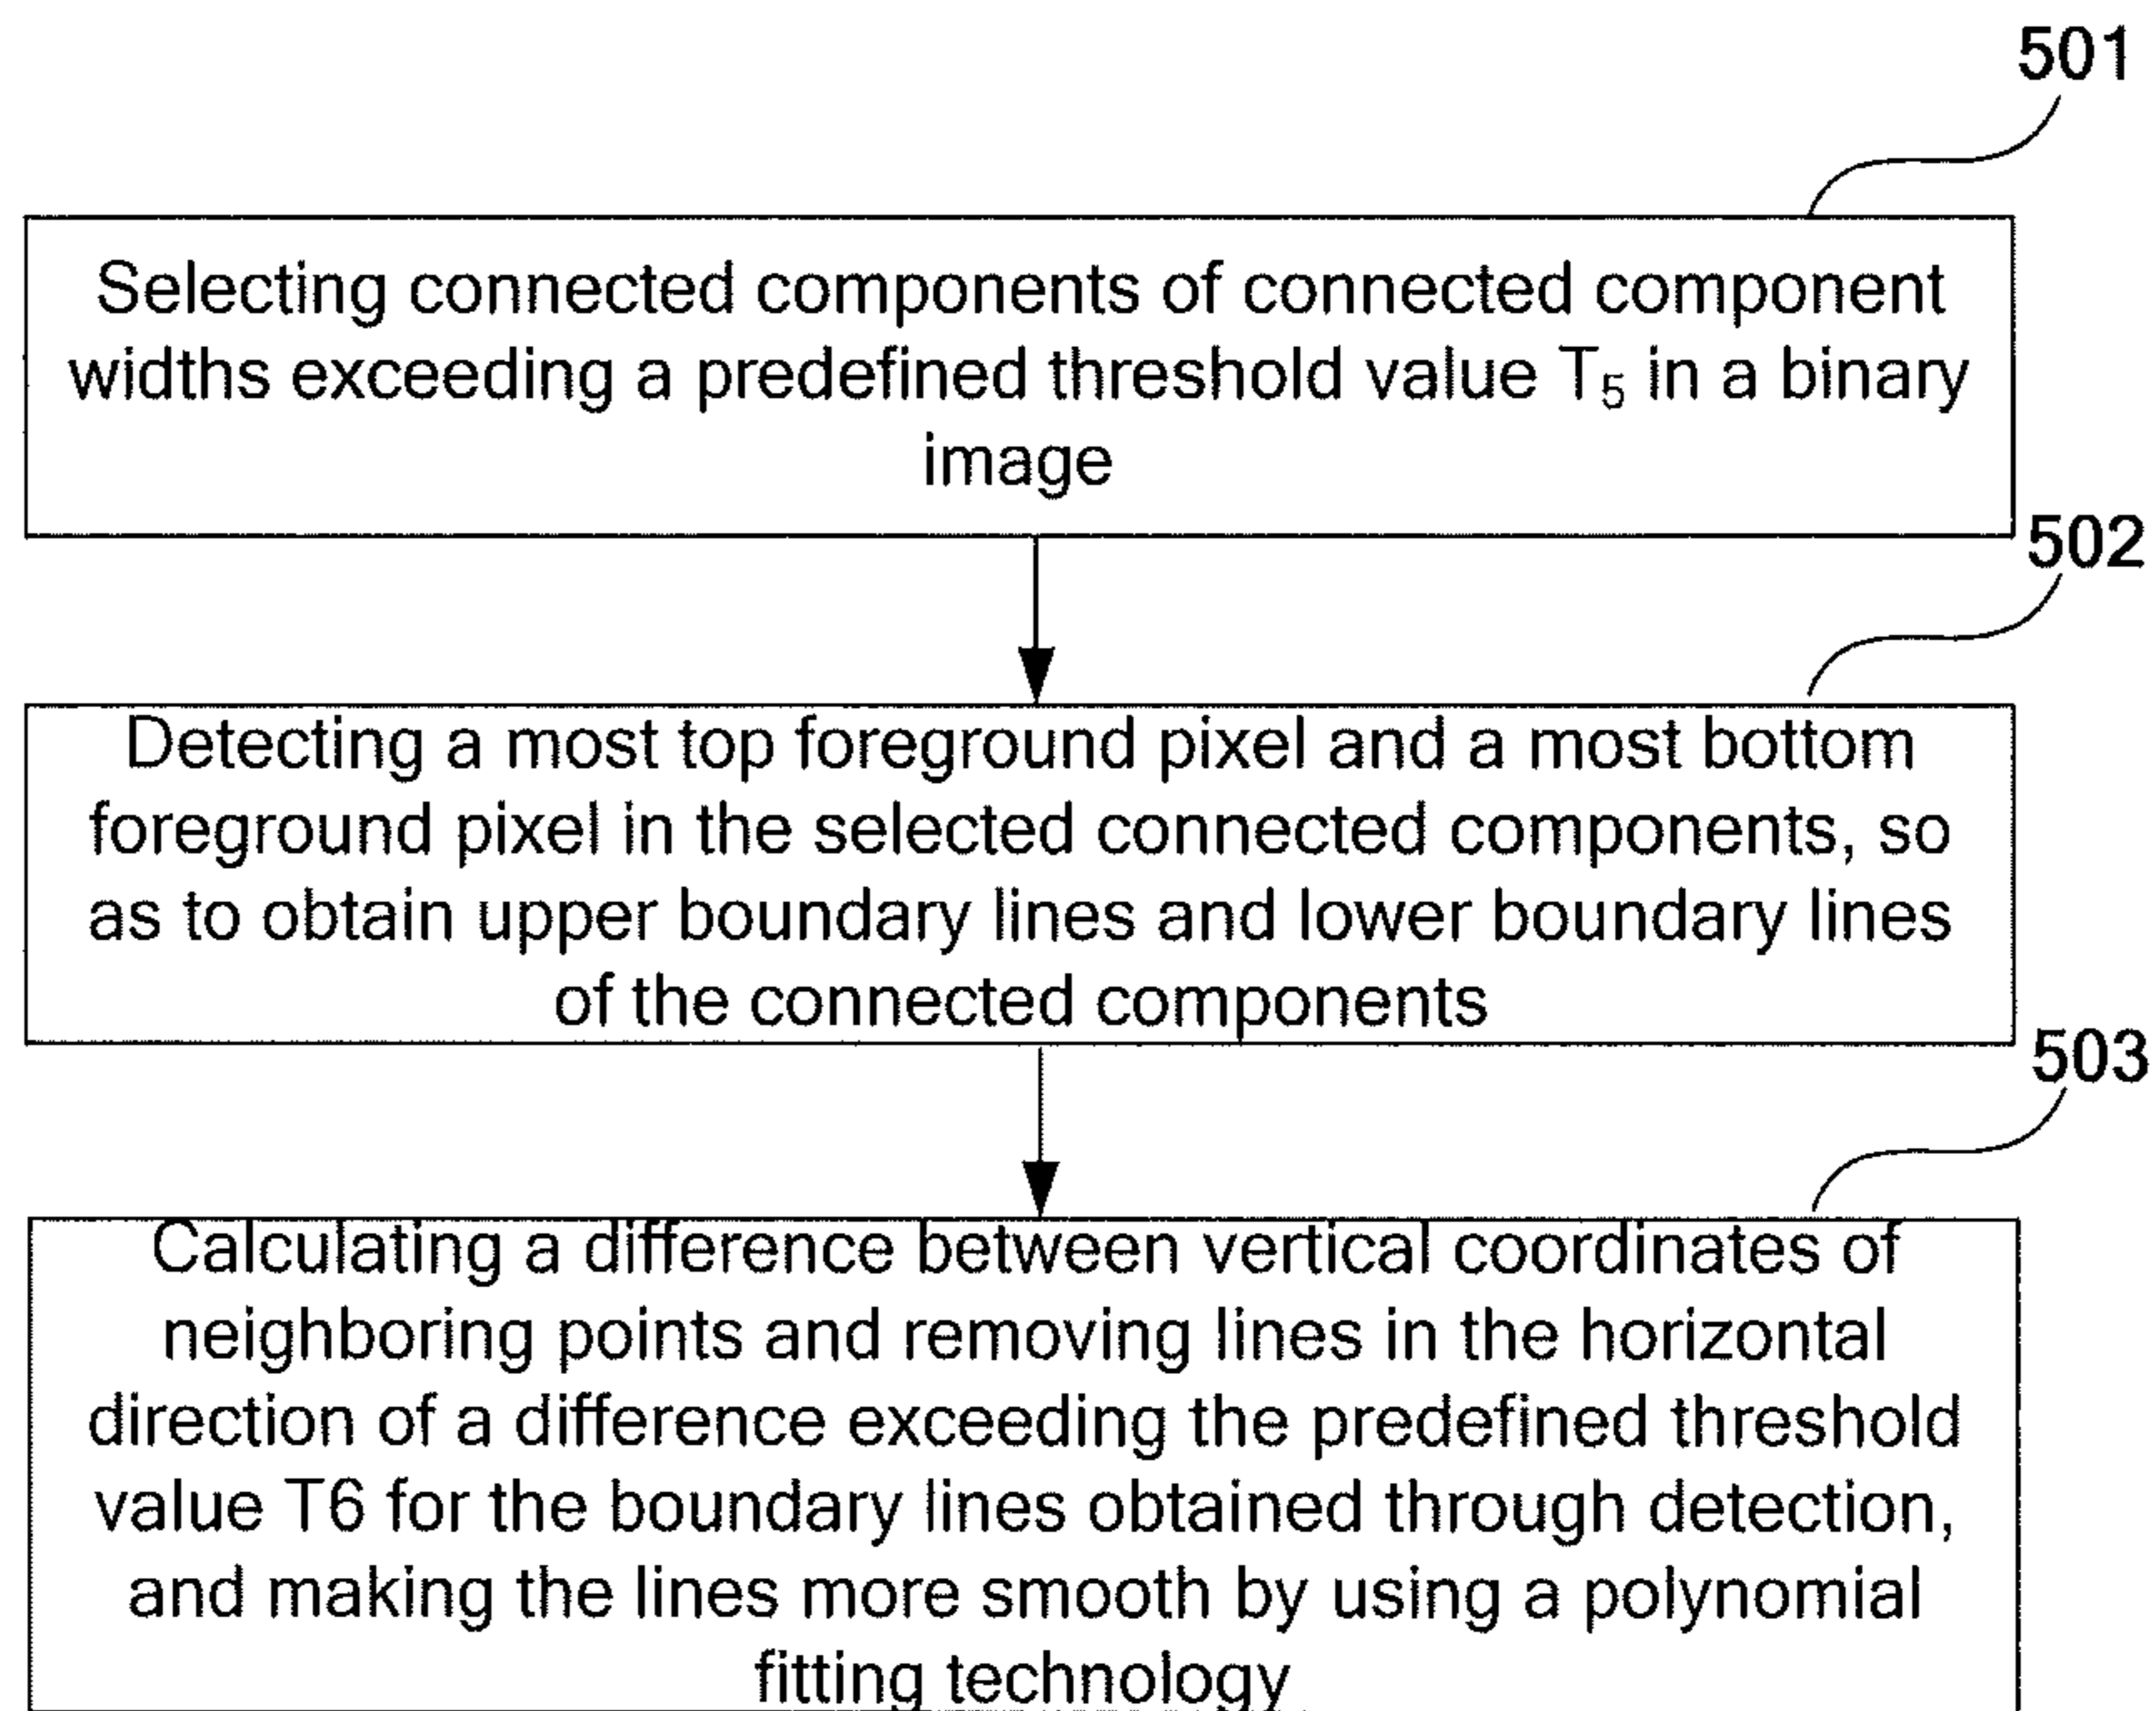 501
Selecting connected components of connected component
widths exceeding a predefined threshold value T₅ in a binary
image
502
Detecting a most top foreground pixel and a most bottom
foreground pixel in the selected connected components, so
as to obtain upper boundary lines and lower boundary lines
of the connected components
503
Calculating a difference between vertical coordinates of
neighboring points and removing lines in the horizontal
direction of a difference exceeding the predefined threshold
value T6 for the boundary lines obtained through detection,
and making the lines more smooth by using a polynomial
fitting technology